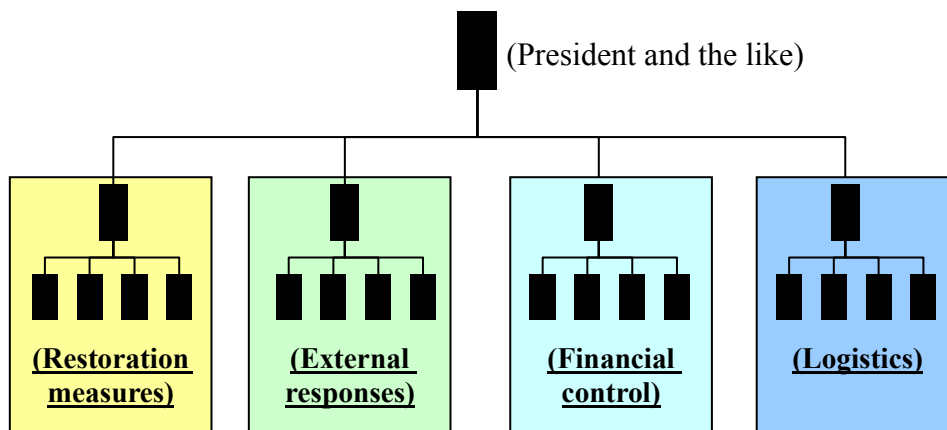 (President and the like)
(Restoration
measures)
(External
responses)
(Financial
control)
(Logistics)